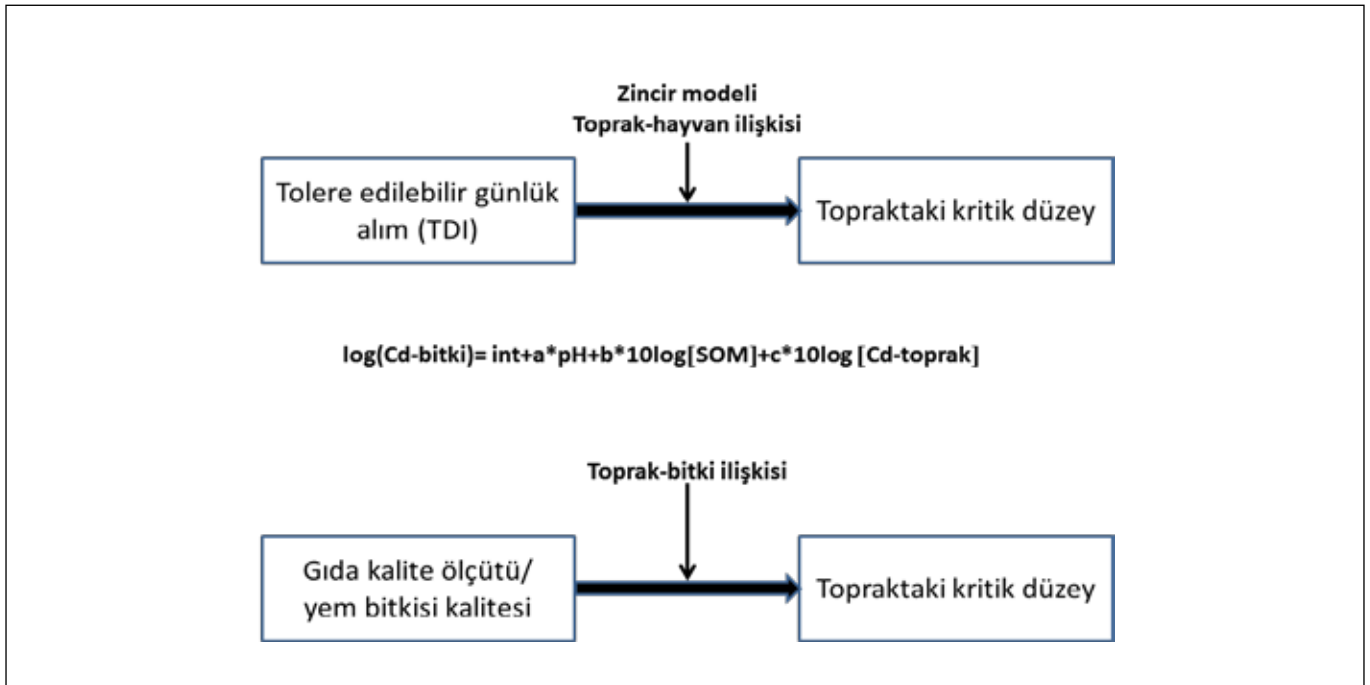 Zincir modeli
Toprak-hayvan ilişkisi
Tolere edilebilir günlük
alım (TDI)
Topraktaki kritik düzey
log(Cd-bitki)= int+a*pH+b*10log[SOM]+c*10log [Cd-toprak]
Toprak-bitki ilişkisi
Gıda kalite ölçütü/
yem bitkisi kalitesi
Topraktaki kritik düzey